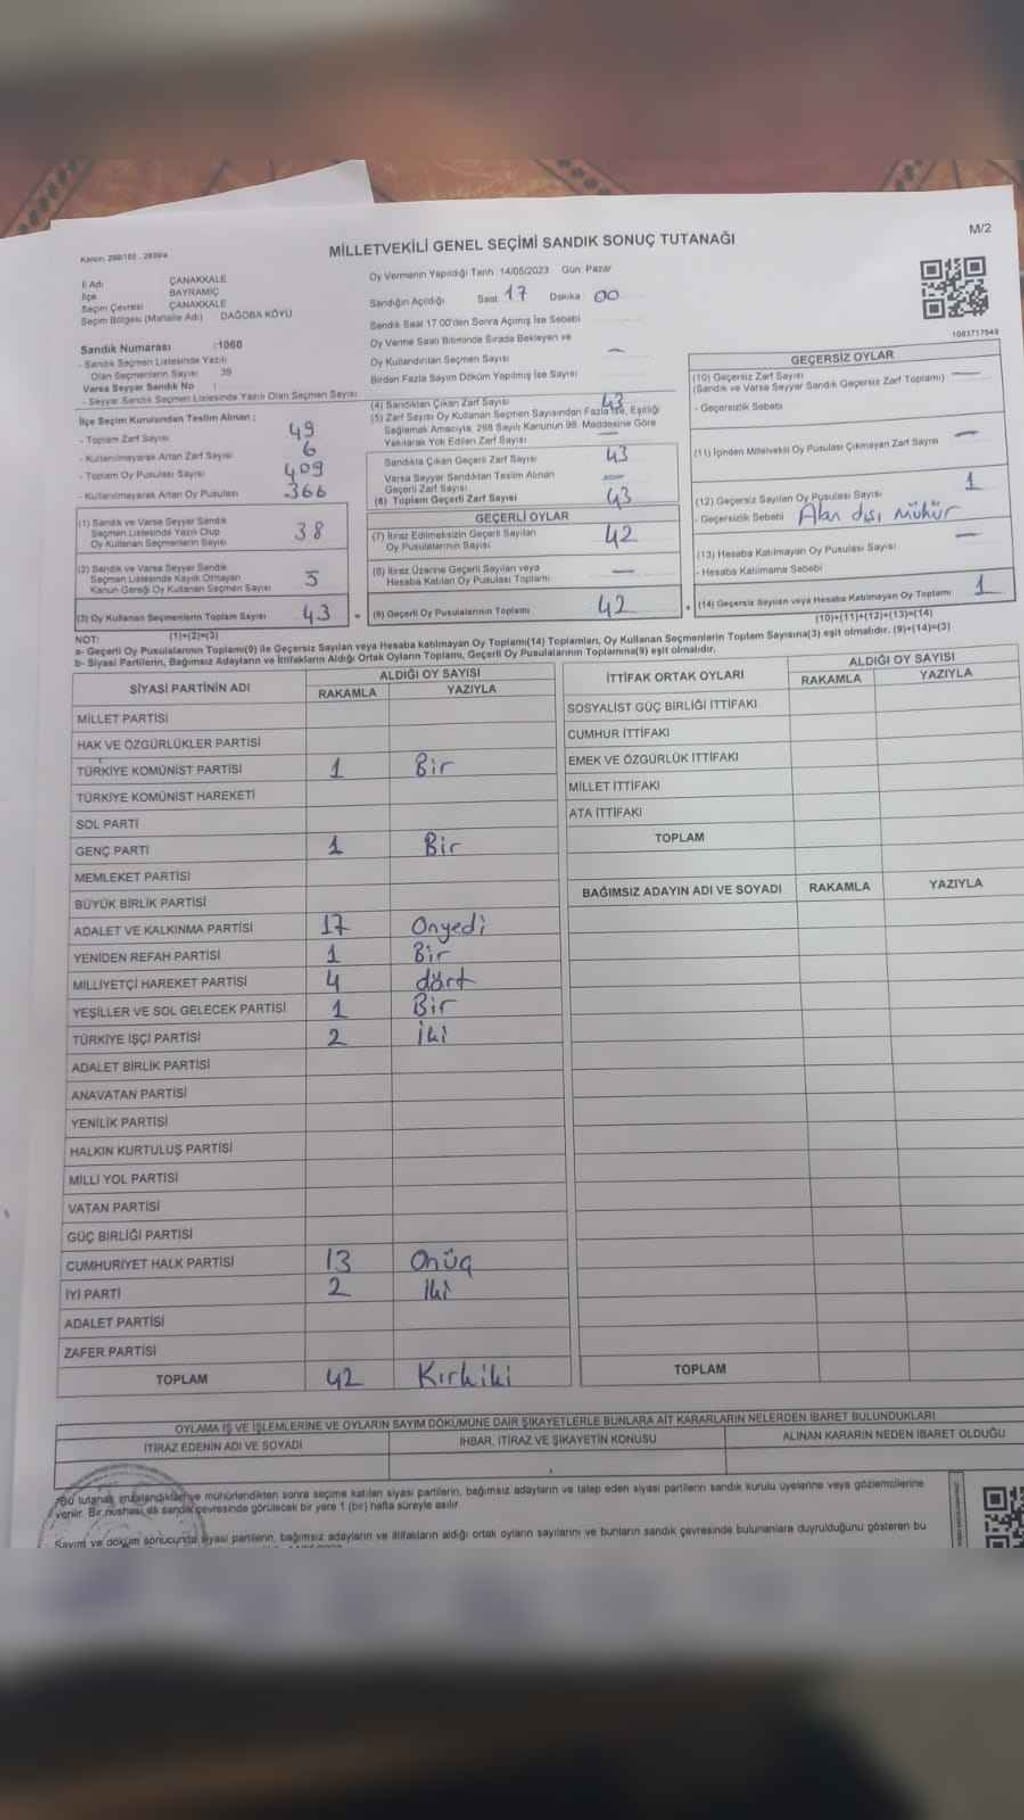 MİLLETVEKİLİ GENEL SEÇİMİ SANDIK SONUÇ TUTANAĞI
M/2
İl Adı ÇANAKKALE
İlçe BAYRAMİÇ
Seçim Çevresi ÇANAKKALE
Seçim Bölgesi (Mahalle Adı) DAĞOBA KÖYÜ
Sandık Numarası :1060
- Sandık Seçmen Listesinde Yazılı
Olan Seçmenlerin Sayısı 39
Varsa Seyyar Sandık No :
- Seyyar Sandık Seçmen Listesinde Yazılı Olan Seçmen Sayısı
Oy Vermenin Yapıldığı Tarih :14/05/2023 Gün: Pazar
Sandığın Açıldığı Saat 17 Dakika 00
Sandık Saat 17:00'den Sonra Açılmış İse Sebebi
Oy Verme Saati Bitiminde Sırada Bekleyen ve
Oy Kullandırılan Seçmen Sayısı —
Birden Fazla Sayım Döküm Yapılmış İse Sayısı
1003717549
İlçe Seçim Kurulundan Teslim Alınan :
- Toplam Zarf Sayısı 49
- Kullanılmayarak Artan Zarf Sayısı 6
- Toplam Oy Pusulası Sayısı 409
- Kullanılmayarak Artan Oy Pusulası 366
(1) Sandık ve Varsa Seyyar Sandık
Seçmen Listesinde Yazılı Olup
Oy Kullanan Seçmenlerin Sayısı 38
(2) Sandık ve Varsa Seyyar Sandık
Seçmen Listesinde Kaydı Olmayan
Kanun Gereği Oy Kullanan Seçmen Sayısı 5
(3) Oy Kullanan Seçmenlerin Toplam Sayısı 43
(1)+(2)=(3)
(4) Sandıktan Çıkan Zarf Sayısı 43
(5) Zarf Sayısı Oy Kullanan Seçmen Sayısından Fazla İse, Eşitliği
Sağlamak Amacıyla, 298 Sayılı Kanunun 98. Maddesine Göre
Yakılarak Yok Edilen Zarf Sayısı —
Sandıkta Çıkan Geçerli Zarf Sayısı 43
Varsa Seyyar Sandıktan Teslim Alınan
Geçerli Zarf Sayısı —
(6) Toplam Geçerli Zarf Sayısı 43
GEÇERLİ OYLAR
(7) İtiraz Edilmeksizin Geçerli Sayılan
Oy Pusulalarının Sayısı 42
(8) İtiraz Üzerine Geçerli Sayılan veya
Hesaba Katılan Oy Pusulası Toplamı —
(9) Geçerli Oy Pusulalarının Toplamı 42
GEÇERSİZ OYLAR
(10) Geçersiz Zarf Sayısı —
(Sandık ve Varsa Seyyar Sandık Geçersiz Zarf Toplamı)
- Geçersizlik Sebebi
(11) İçinden Milletvekili Oy Pusulası Çıkmayan Zarf Sayısı —
(12) Geçersiz Sayılan Oy Pusulası Sayısı 1
- Geçersizlik Sebebi Alan dışı mühür
(13) Hesaba Katılmayan Oy Pusulası Sayısı —
- Hesaba Katılmama Sebebi
(14) Geçersiz Sayılan veya Hesaba Katılmayan Oy Toplamı 1
(10)+(11)+(12)+(13)=(14)
NOT:
a- Geçerli Oy Pusulalarının Toplamı(9) ile Geçersiz Sayılan veya Hesaba katılmayan Oy Toplamı(14) Toplamları, Oy Kullanan Seçmenlerin Toplam Sayısına(3) eşit olmalıdır. (9)+(14)=(3)
b- Siyasi Partilerin, Bağımsız Adayların ve İttifakların Aldığı Ortak Oyların Toplamı, Geçerli Oy Pusulalarının Toplamına(9) eşit olmalıdır.
SİYASİ PARTİNİN ADI ALDIĞI OY SAYISI
RAKAMLA YAZIYLA
MİLLET PARTİSİ
HAK VE ÖZGÜRLÜKLER PARTİSİ
TÜRKİYE KOMÜNİST PARTİSİ 1 Bir
TÜRKİYE KOMÜNİST HAREKETİ
SOL PARTİ
GENÇ PARTİ 1 Bir
MEMLEKET PARTİSİ
BÜYÜK BİRLİK PARTİSİ
ADALET VE KALKINMA PARTİSİ 17 Onyedi
YENİDEN REFAH PARTİSİ 1 Bir
MİLLİYETÇİ HAREKET PARTİSİ 4 dört
YEŞİLLER VE SOL GELECEK PARTİSİ 1 Bir
TÜRKİYE İŞÇİ PARTİSİ 2 İki
ADALET BİRLİK PARTİSİ
ANAVATAN PARTİSİ
YENİLİK PARTİSİ
HALKIN KURTULUŞ PARTİSİ
MİLLİ YOL PARTİSİ
VATAN PARTİSİ
GÜÇ BİRLİĞİ PARTİSİ
CUMHURİYET HALK PARTİSİ 13 Onüç
İYİ PARTİ 2 İki
ADALET PARTİSİ
ZAFER PARTİSİ
TOPLAM 42 Kırkiki
İTTİFAK ORTAK OYLARI ALDIĞI OY SAYISI
RAKAMLA YAZIYLA
SOSYALİST GÜÇ BİRLİĞİ İTTİFAKI
CUMHUR İTTİFAKI
EMEK VE ÖZGÜRLÜK İTTİFAKI
MİLLET İTTİFAKI
ATA İTTİFAKI
TOPLAM
BAĞIMSIZ ADAYIN ADI VE SOYADI RAKAMLA YAZIYLA
TOPLAM
OYLAMA İŞ VE İŞLEMLERİNE VE OYLARIN SAYIM DÖKÜMÜNE DAİR ŞİKAYETLERLE BUNLARA AİT KARARLARIN NELERDEN İBARET BULUNDUKLARI
İTİRAZ EDENİN ADI VE SOYADI İHBAR, İTİRAZ VE ŞİKAYETİN KONUSU ALINAN KARARIN NEDEN İBARET OLDUĞU
mühürlendikten sonra seçime katılan siyasi partilerin, bağımsız adayların ve talep eden siyasi partilerin sandık kurulu üyelerine veya gözlemcilerine
verilir. Bir nüshası da sandık çevresinde görülecek bir yere 1 (bir) hafta süreyle asılır.
Sayım ve döküm sonucunda siyasi partilerin, bağımsız adayların ve ittifakların aldığı ortak oyların sayılarını ve bunların sandık çevresinde bulunanlara duyrulduğunu gösteren bu